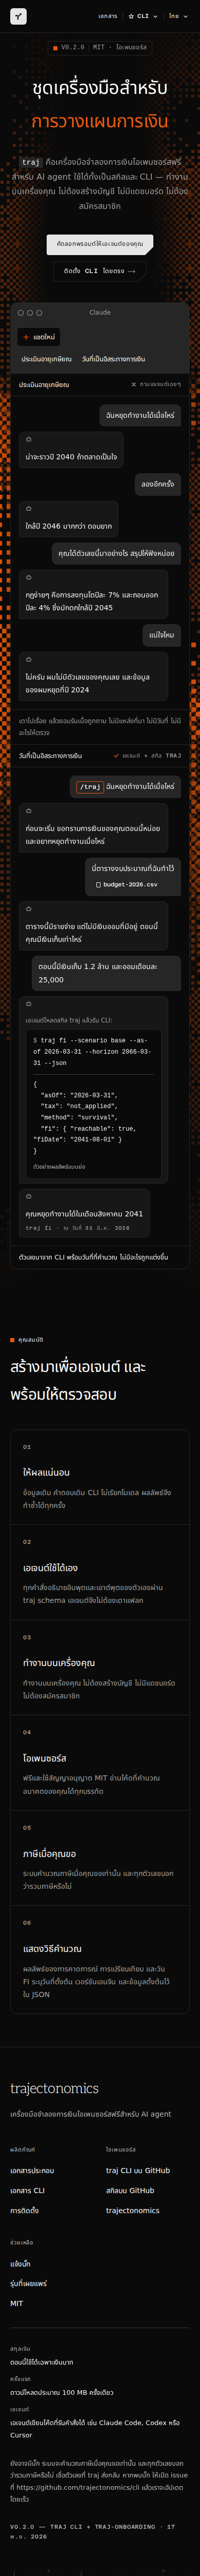 เอกสาร
CLI
ไทย
V0.2.0
MIT · โอเพนซอร์ส
ชุดเครื่องมือสำหรับ
การวางแผนการเงิน
traj คือเครื่องมือจำลองการเงินโอเพนซอร์สฟรี
สำหรับ AI agent ใช้ได้ทั้งเป็นสกิลและ CLI — ทำงาน
บนเครื่องคุณ ไม่ต้องสร้างบัญชี ไม่มีแดชบอร์ด ไม่ต้อง
สมัครสมาชิก
คัดลอกพรอมต์ให้เอเจนต์ของคุณ
ติดตั้ง CLI โดยตรง
Claude
แชตใหม่
ประเมินอายุเกษียณ
วันที่เป็นอิสระทางการเงิน
ประเมินอายุเกษียณ
ถามเอเจนต์เฉยๆ
ฉันหยุดทำงานได้เมื่อไหร่
น่าจะราวปี 2040 ถ้าตลาดเป็นใจ
ลองอีกครั้ง
ใกล้ปี 2046 มากกว่า ตอบยาก
คุณได้ตัวเลขนี้มาอย่างไร สรุปให้ฟังหน่อย
กฎง่ายๆ คือการลงทุนโตปีละ 7% และถอนออก
ปีละ 4% ซึ่งมักตกใกล้ปี 2045
แน่ใจไหม
ไม่ครับ ผมไม่มีตัวเลขของคุณเลย และข้อมูล
ของผมหยุดที่ปี 2024
เดาไปเรื่อย แล้วยอมรับเมื่อถูกถาม ไม่มีแหล่งที่มา ไม่มีวันที่ ไม่มี
อะไรให้ตรวจ
วันที่เป็นอิสระทางการเงิน
เอเจนต์ + สกิล TRAJ
/traj ฉันหยุดทำงานได้เมื่อไหร่
ก่อนจะเริ่ม ขอทราบการเงินของคุณตอนนี้หน่อย
และอยากหยุดทำงานเมื่อไหร่
นี่ตารางงบประมาณที่ฉันทำไว้
budget-2026.csv
ตารางนี้มีรายจ่าย แต่ไม่มีเงินออมที่มีอยู่ ตอนนี้
คุณมีเงินเก็บเท่าไหร่
ตอนนี้มีเงินเก็บ 1.2 ล้าน และออมเดือนละ
25,000
เอเจนต์โหลดสกิล traj แล้วรัน CLI:
$ traj fi --scenario base --as-
of 2026-03-31 --horizon 2066-03-
31 --json
{
"asOf": "2026-03-31",
"tax": "not_applied",
"method": "survival",
"fi": { "reachable": true,
"fiDate": "2041-08-01" }
}
ตัวอย่างผลลัพธ์แบบย่อ
คุณหยุดทำงานได้ในเดือนสิงหาคม 2041
traj fi · ณ วันที่ 31 มี.ค. 2026
ตัวเลขมาจาก CLI พร้อมวันที่ที่คำนวณ ไม่มีอะไรถูกแต่งขึ้น
คุณสมบัติ
สร้างมาเพื่อเอเจนต์ และ
พร้อมให้ตรวจสอบ
01
ให้ผลแน่นอน
ข้อมูลเดิม คำตอบเดิม CLI ไม่เรียกโมเดล ผลลัพธ์จึง
ทำซ้ำได้ทุกครั้ง
02
เอเจนต์ใช้ได้เอง
ทุกคำสั่งอธิบายอินพุตและเอาต์พุตของตัวเองผ่าน
traj schema เอเจนต์จึงไม่ต้องเดาแฟลก
03
ทำงานบนเครื่องคุณ
ทำงานบนเครื่องคุณ ไม่ต้องสร้างบัญชี ไม่มีแดชบอร์ด
ไม่ต้องสมัครสมาชิก
04
โอเพนซอร์ส
ฟรีและใช้สัญญาอนุญาต MIT อ่านโค้ดที่คำนวณ
อนาคตของคุณได้ทุกบรรทัด
05
ภาษีเมื่อคุณขอ
ระบบคำนวณภาษีเมื่อคุณขอเท่านั้น และทุกตัวเลขบอก
ว่ารวมภาษีหรือไม่
06
แสดงวิธีคำนวณ
ผลลัพธ์ของการคาดการณ์ การเปรียบเทียบ และวัน
FI ระบุวันที่ตั้งต้น เวอร์ชันเอนจิน และข้อมูลตั้งต้นไว้
ใน JSON
trajectonomics
เครื่องมือจำลองการเงินโอเพนซอร์สฟรีสำหรับ AI agent
ผลิตภัณฑ์
โอเพนซอร์ส
เอกสารประกอบ
traj CLI บน GitHub
เอกสาร CLI
สกิลบน GitHub
การติดตั้ง
trajectonomics
ช่วยเหลือ
แจ้งบั๊ก
รุ่นที่เผยแพร่
MIT
สกุลเงิน
ตอนนี้ใช้ได้เฉพาะเงินบาท
ครั้งแรก
ดาวน์โหลดประมาณ 100 MB ครั้งเดียว
เอเจนต์
เอเจนต์เขียนโค้ดที่รันคำสั่งได้ เช่น Claude Code, Codex หรือ
Cursor
ยังอาจมีบั๊ก ระบบจะคำนวณภาษีเมื่อคุณขอเท่านั้น และทุกตัวเลขบอก
ว่ารวมภาษีหรือไม่ เชื่อตัวเลขที่ traj ส่งกลับ หากพบบั๊ก ให้เปิด issue
ที่ https://github.com/trajectonomics/cli แล้วเราจะอัปเดต
โดยเร็ว
V0.2.0 — TRAJ CLI + TRAJ-ONBOARDING · 17
พ.ย. 2026